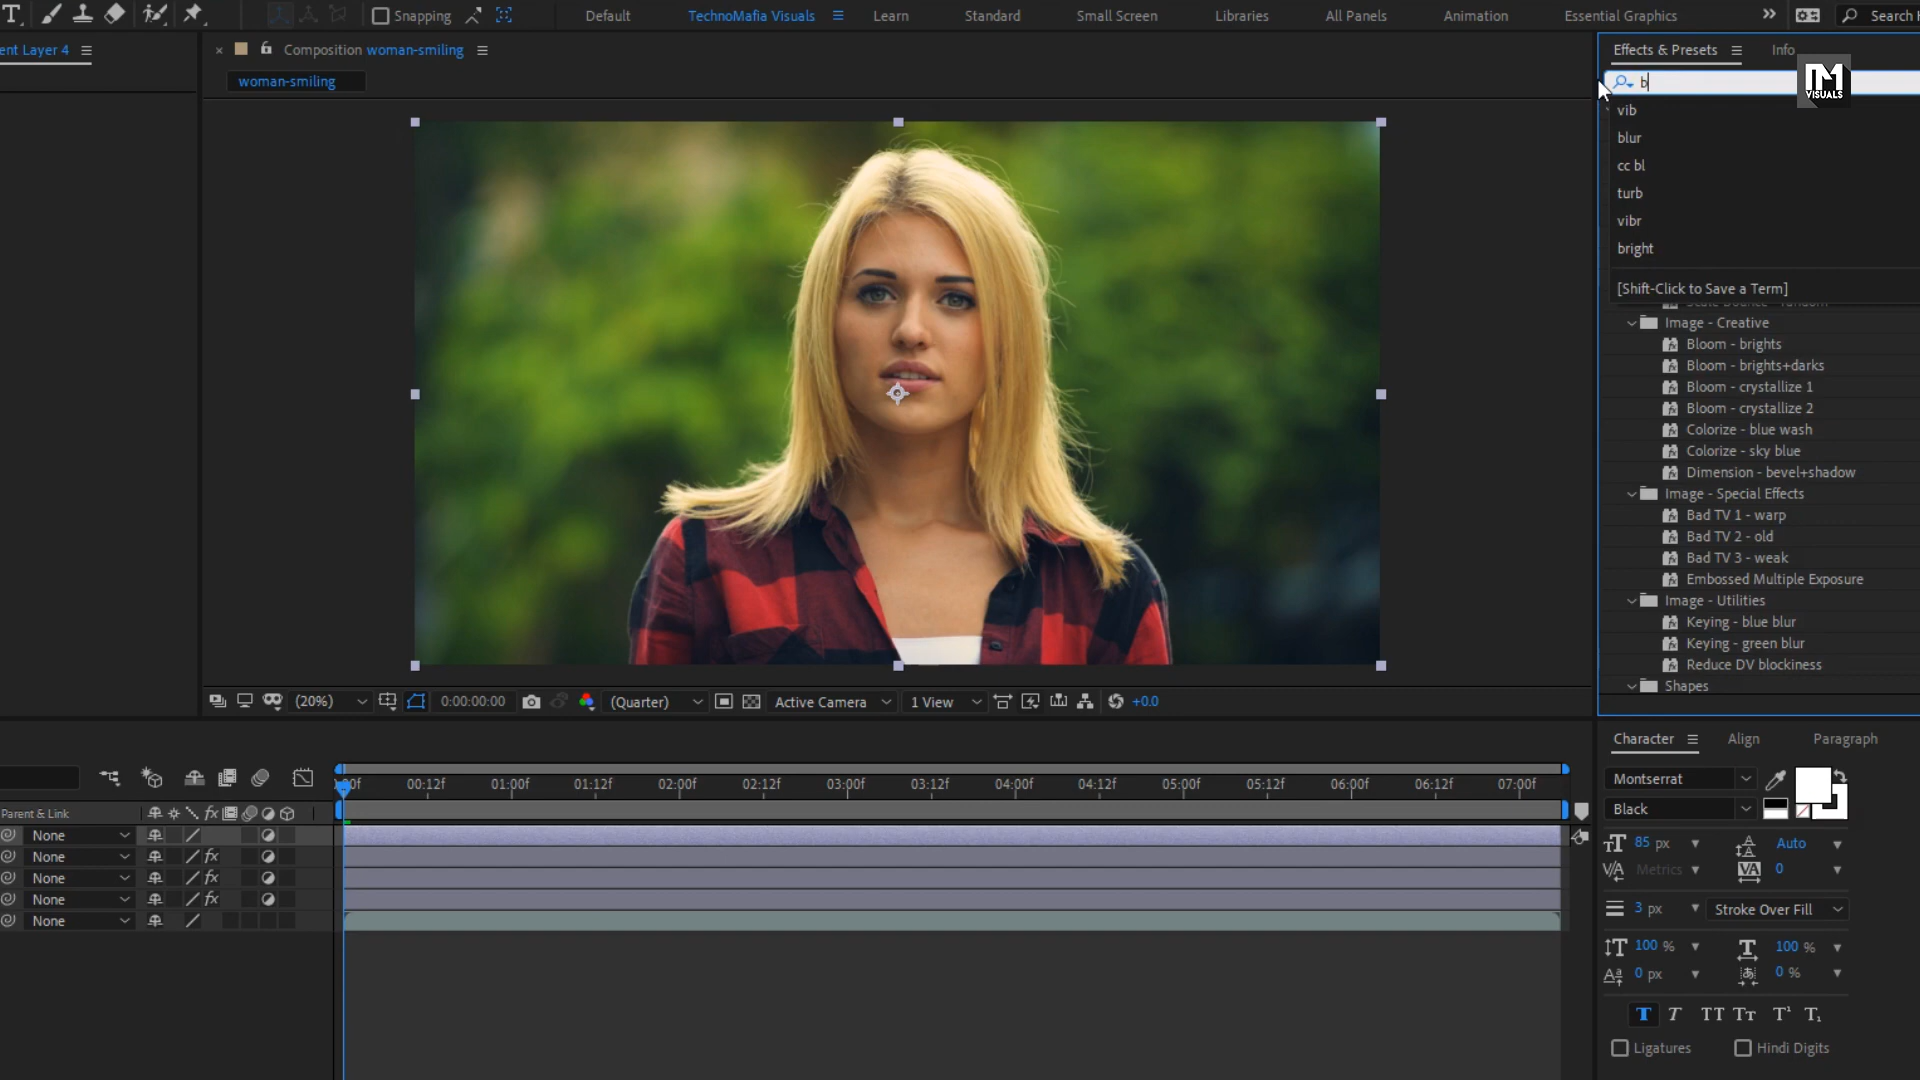 Snapping
Default
TechnoMafia Visuals
Learn
Standard
Small Screen
Libraries
All Panels
Animation
Essential Graphics
Search H
ent Layer 4
Composition woman-smiling
woman-smiling
Effects & Presets
Info
VISUALS
b
vib
blur
cc bl
turb
vibr
bright
[Shift-Click to Save a Term]
Image - Creative
Bloom - brights
Bloom - brights+darks
Bloom - crystallize 1
Bloom - crystallize 2
Colorize - blue wash
Colorize - sky blue
Dimension - bevel+shadow
Image - Special Effects
Bad TV 1 - warp
Bad TV 2 - old
Bad TV 3 - weak
Embossed Multiple Exposure
Image - Utilities
Keying - blue blur
Keying - green blur
Reduce DV blockiness
Shapes
(20%)
0:00:00:00
(Quarter)
Active Camera
1 View
+0.0
00:12f
01:00f
01:12f
02:00f
02:12f
03:00f
03:12f
04:00f
04:12f
05:00f
05:12f
06:00f
06:12f
07:00f
Parent & Link
None
None
None
None
None
Character
Align
Paragraph
Montserrat
Black
85 px
Auto
Metrics
0
3 px
Stroke Over Fill
100 %
100 %
0 px
0 %
Ligatures
Hindi Digits